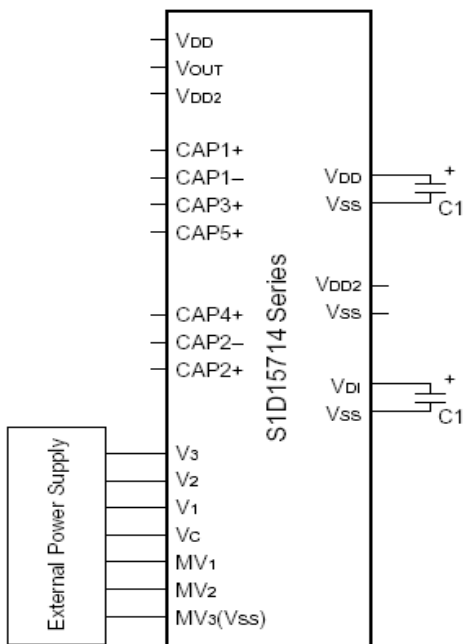 VDD
VOUT
VDD2
CAP1+
CAP1–
CAP3+
CAP5+
CAP4+
CAP2–
CAP2+
V3
V2
V1
VC
MV1
MV2
MV3(VSS)
External Power Supply
S1D15714 Series
VDD
VSS
+
C1
VDD2
VSS
VDI
VSS
+
C1